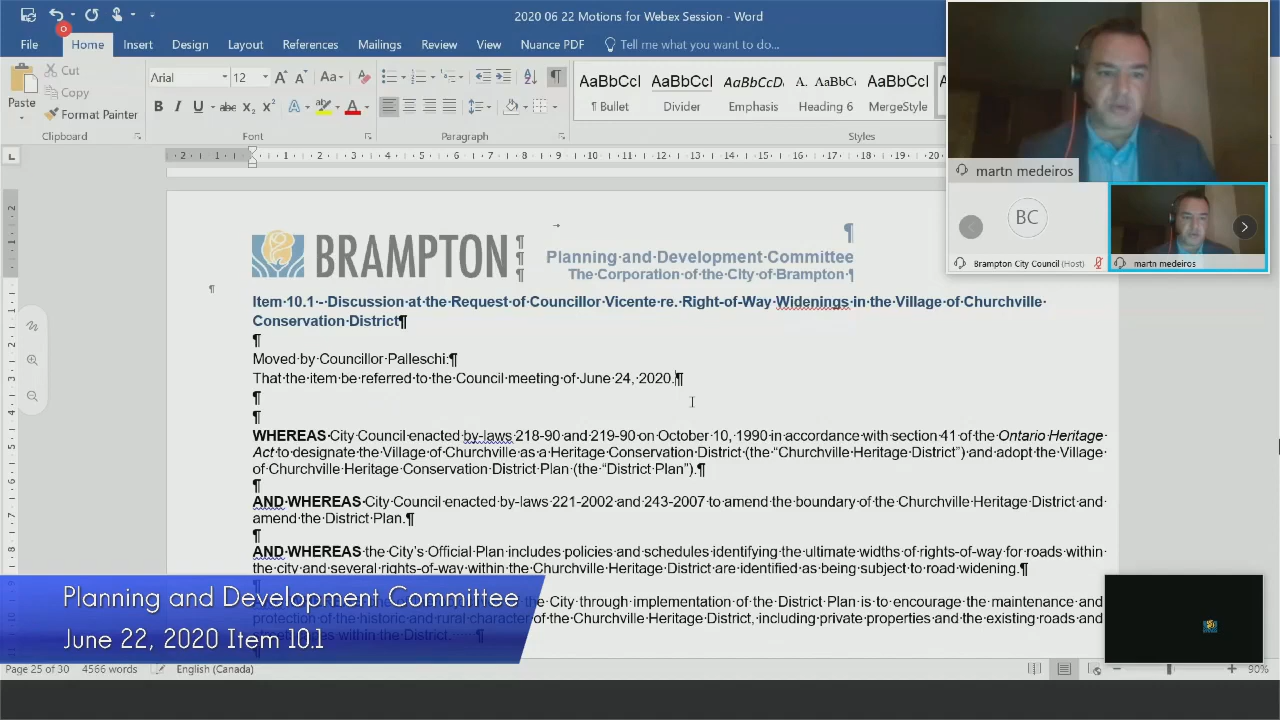 2020 06 22 Motions for Webex Session - Word
File Home Insert Design Layout References Mailings Review View Nuance PDF Tell me what you want to do...
Paste
Cut
Copy
Format Painter
Arial 12
AaBbCcI AaBbCcI AaBbCcD. A. AaBbC AaBbCcI
¶ Bullet Divider Emphasis Heading 6 MergeStyle
Clipboard Font Paragraph Styles
martn medeiros
BC
Brampton City Council (Host) martn medeiros
BRAMPTON
Planning and Development Committee
The Corporation of the City of Brampton ¶
Item 10.1 - Discussion at the Request of Councillor Vicente re. Right-of-Way Widenings in the Village of Churchville
Conservation District¶
Moved by Councillor Palleschi:¶
That the item be referred to the Council meeting of June 24, 2020.¶
WHEREAS City Council enacted by-laws 218-90 and 219-90 on October 10, 1990 in accordance with section 41 of the Ontario Heritage
Act to designate the Village of Churchville as a Heritage Conservation District (the “Churchville Heritage District”) and adopt the Village
of Churchville Heritage Conservation District Plan (the “District Plan”).¶
AND WHEREAS City Council enacted by-laws 221-2002 and 243-2007 to amend the boundary of the Churchville Heritage District and
amend the District Plan.¶
AND WHEREAS the City’s Official Plan includes policies and schedules identifying the ultimate widths of rights-of-way for roads within
the city and several rights-of-way within the Churchville Heritage District are identified as being subject to road widening.¶
the City through implementation of the District Plan is to encourage the maintenance and
protection of the historic and rural character of the Churchville Heritage District, including private properties and the existing roads and
within the District. ¶
Planning and Development Committee
June 22, 2020 Item 10.1
Page 25 of 30 4566 words English (Canada) 90%